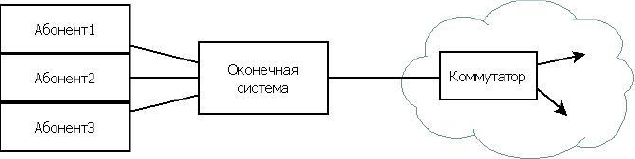 Абонент1
Абонент2
Абонент3
Оконечная
система
Коммутатор